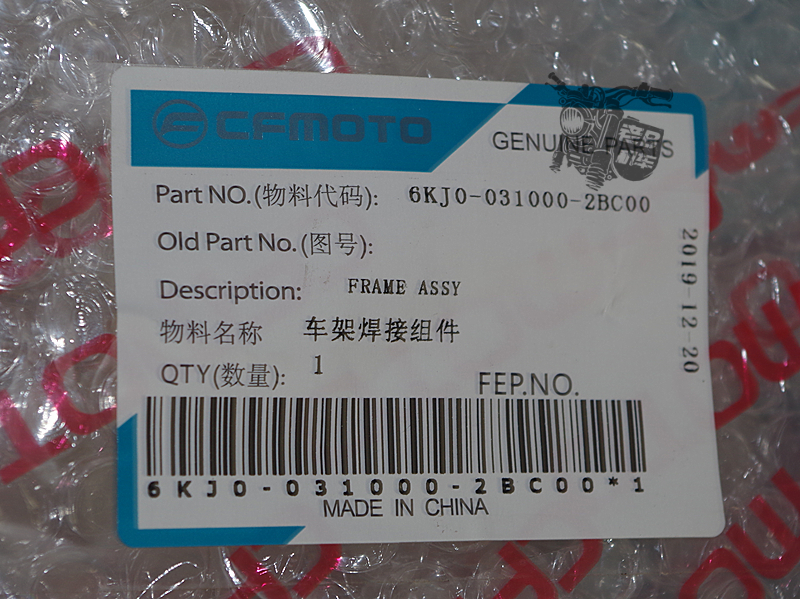 CFMOTO
GENUINE PARTS
Part NO.(物料代码): 6KJ0-031000-2BC00
Old Part No.(图号):
Description: FRAME ASSY
物料名称 车架焊接组件
QTY(数量): 1
FEP.NO.
2019-12-20
6KJ0-031000-2BC00*1
MADE IN CHINA